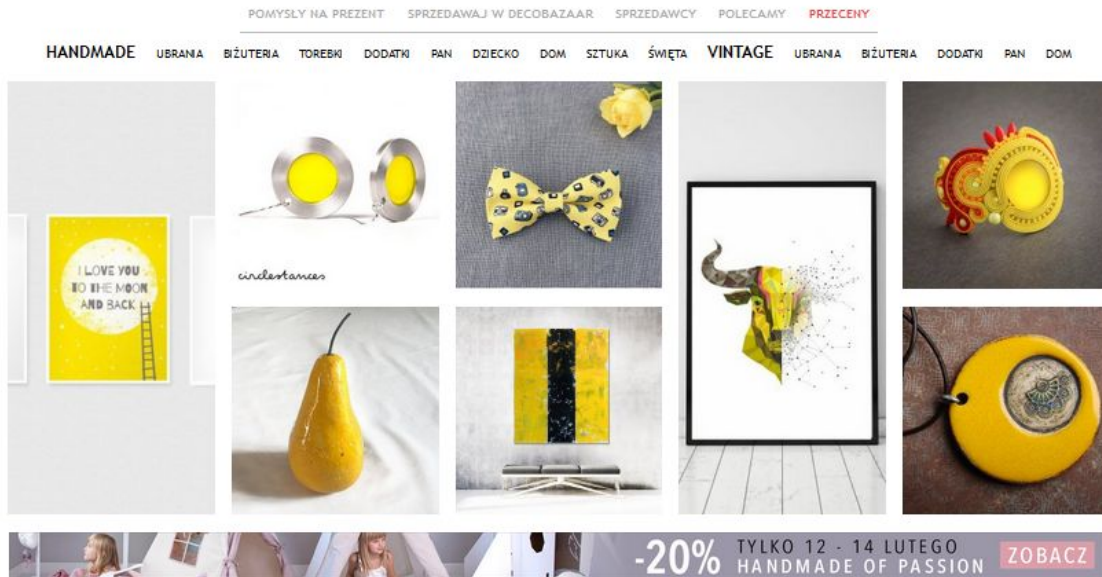 POMYSŁY NA PREZENT SPRZEDAWAJ W DECOBAZAAR SPRZEDAWCY POLECAMY PRZECENY
HANDMADE UBRANIA BIŻUTERIA TOREBKI DODATKI PAN DZIECKO DOM SZTUKA ŚWIĘTA VINTAGE UBRANIA BIŻUTERIA DODATKI PAN DOM
I LOVE YOU
TO THE MOON
AND BACK
circlestances
-20% TYLKO 12 - 14 LUTEGO
HANDMADE OF PASSION
ZOBACZ